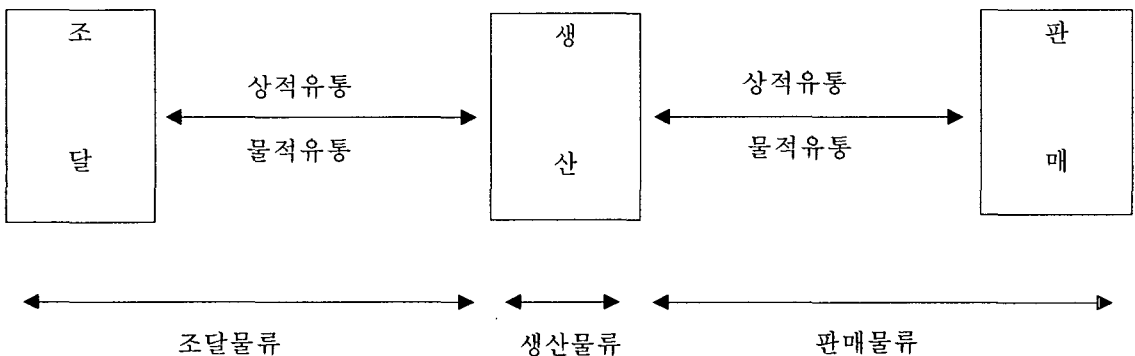 조 생 판
상적유통 상적유통
물적유통 물적유통
달 산 매
조달물류 생산물류 판매물류